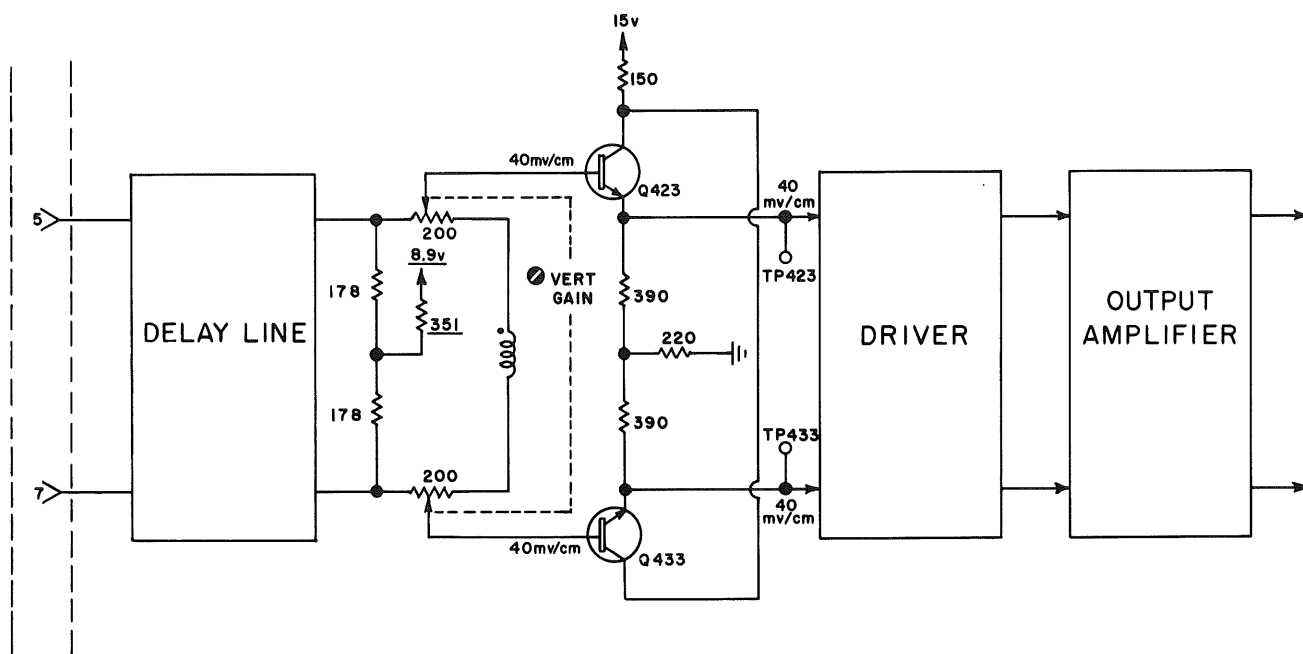 15v
150
40mv/cm
Q423
5
200
40
mv/cm
TP423
8.9v
VERT
GAIN
178
351
390
DELAY LINE
220
DRIVER
OUTPUT
AMPLIFIER
178
390
TP433
200
7
40
mv/cm
40mv/cm
Q433